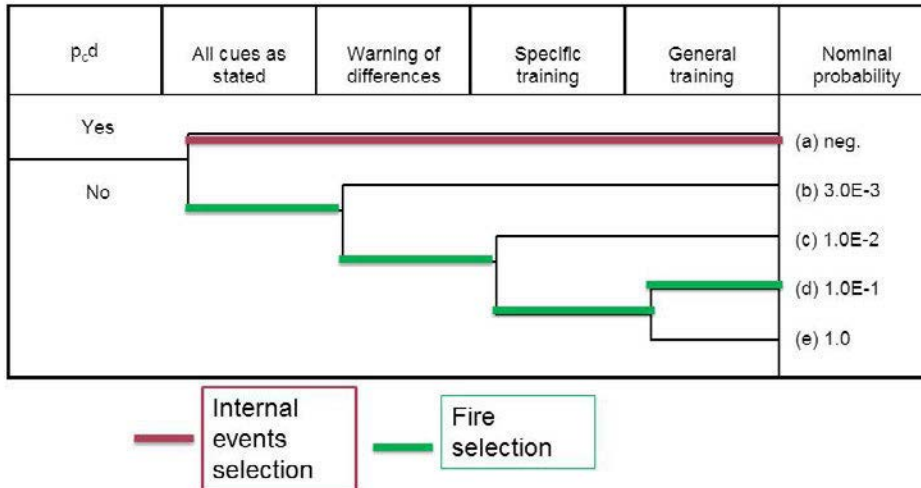 p_cd
All cues as
stated
Warning of
differences
Specific
training
General
training
Nominal
probability
Yes
(a) neg.
No
(b) 3.0E-3
(c) 1.0E-2
(d) 1.0E-1
(e) 1.0
Internal
events
selection
Fire
selection